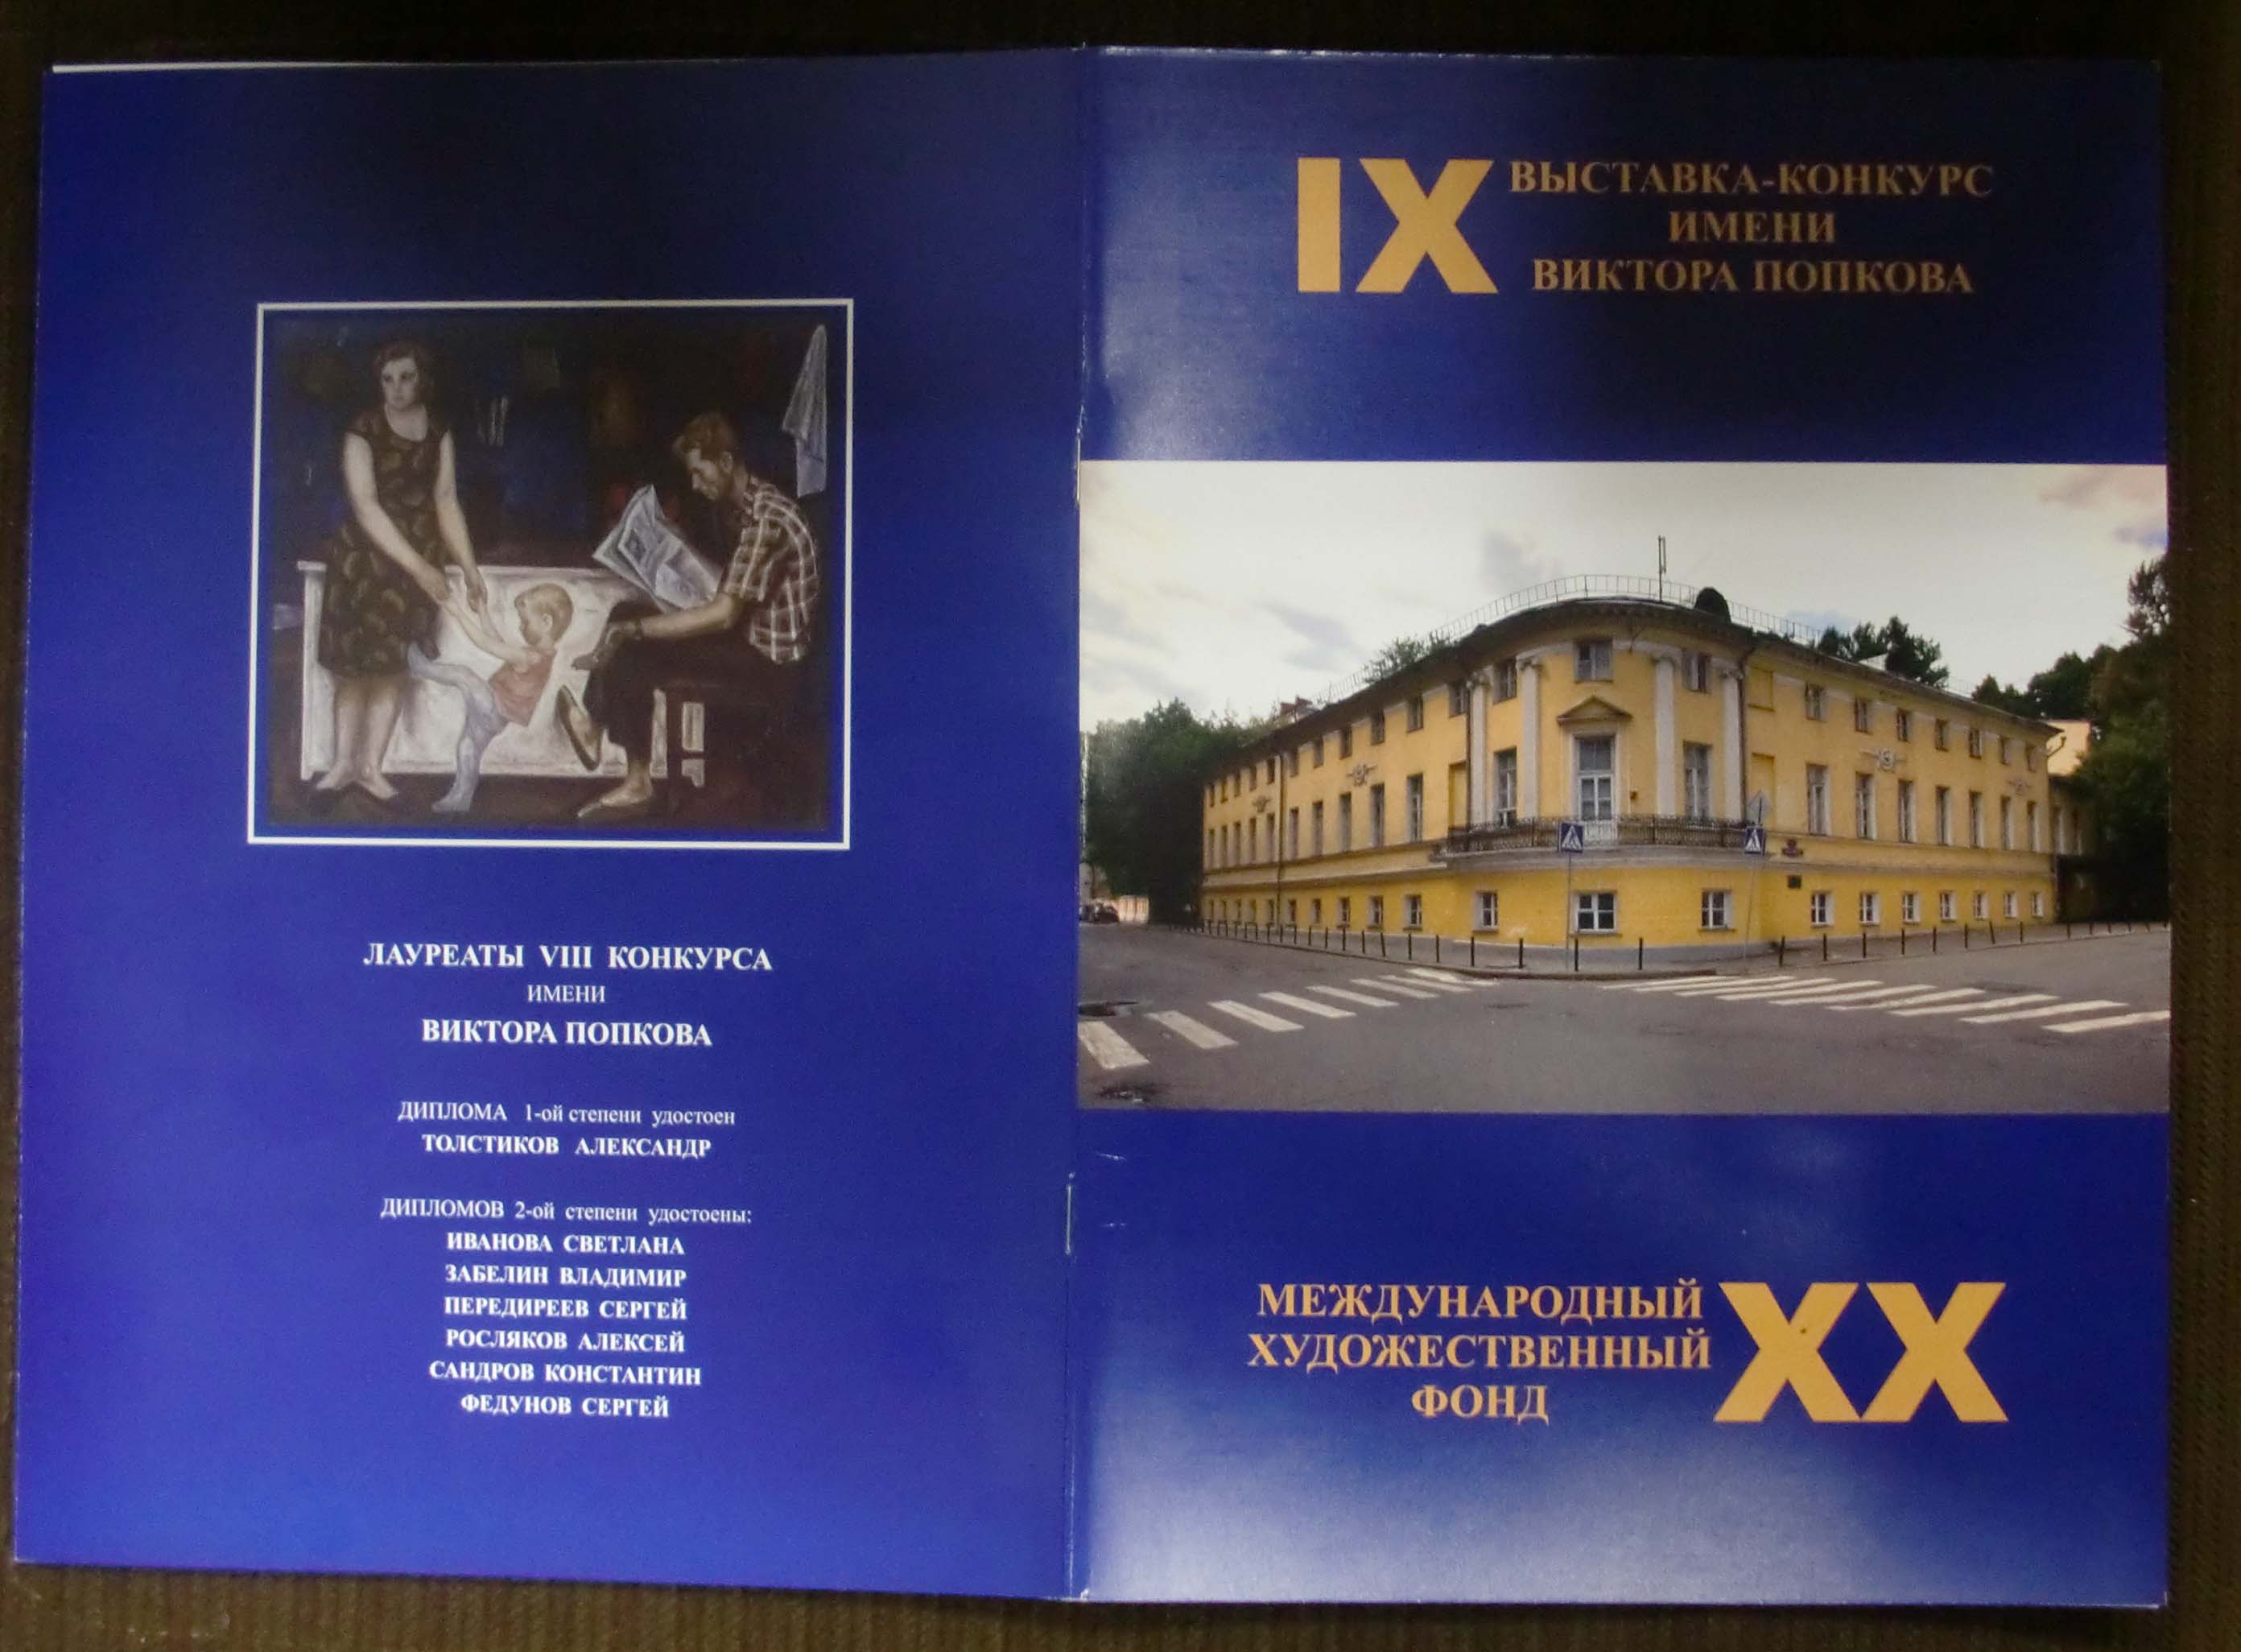 ЛАУРЕАТЫ VIII КОНКУРСА
ИМЕНИ
ВИКТОРА ПОПКОВА
ДИПЛОМА 1-ой степени удостоен
ТОЛСТИКОВ АЛЕКСАНДР
ДИПЛОМОВ 2-ой степени удостоены:
ИВАНОВА СВЕТЛАНА
ЗАБЕЛИН ВЛАДИМИР
ПЕРЕДИРЕЕВ СЕРГЕЙ
РОСЛЯКОВ АЛЕКСЕЙ
САНДРОВ КОНСТАНТИН
ФЕДУНОВ СЕРГЕЙ
IX ВЫСТАВКА-КОНКУРС
ИМЕНИ
ВИКТОРА ПОПКОВА
МЕЖДУНАРОДНЫЙ
ХУДОЖЕСТВЕННЫЙ XX
ФОНД